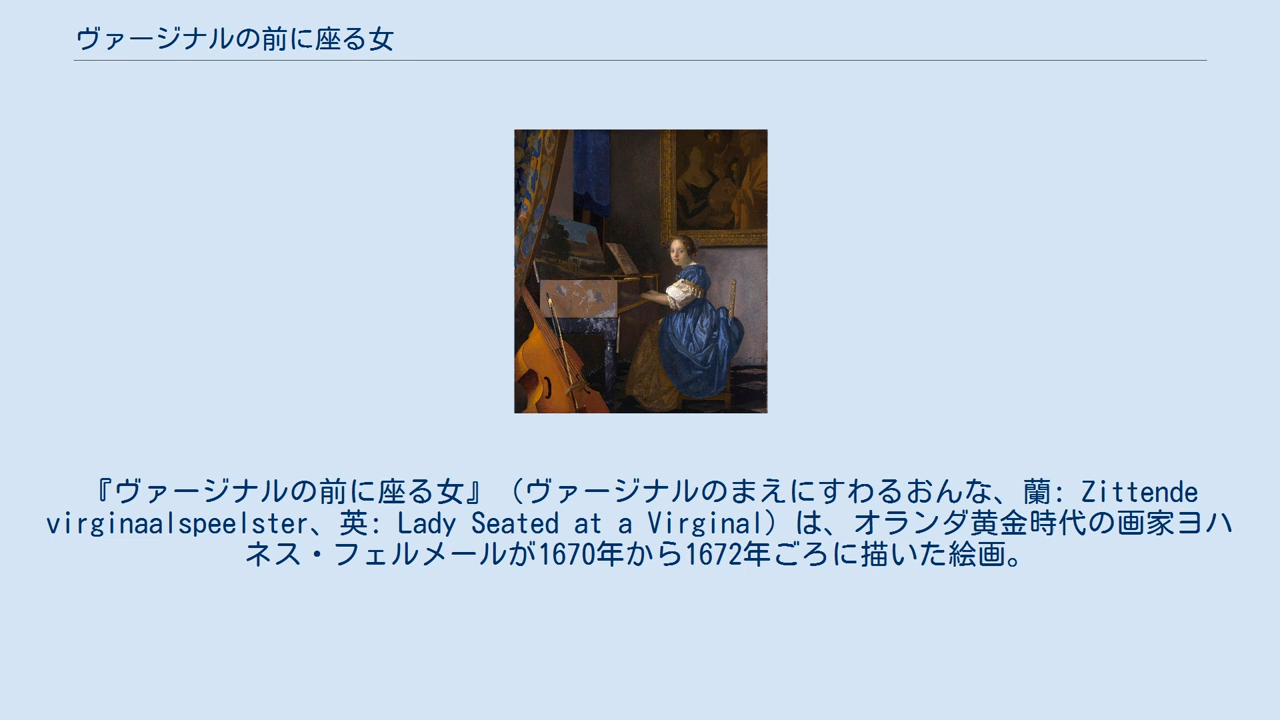 ヴァージナルの前に座る女
『ヴァージナルの前に座る女』（ヴァージナルのまえにすわるおんな、蘭: Zittende
virginaalspeelster、英: Lady Seated at a Virginal）は、オランダ黄金時代の画家ヨハ
ネス・フェルメールが1670年から1672年ごろに描いた絵画。